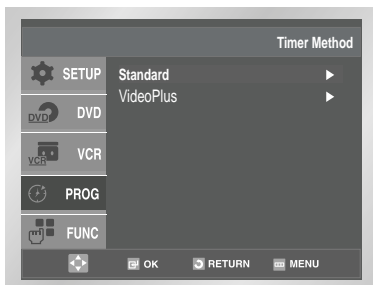 Timer Method
SETUP
Standard
VideoPlus
DVD DVD
VCR VCR
PROG
FUNC
OK RETURN MENU